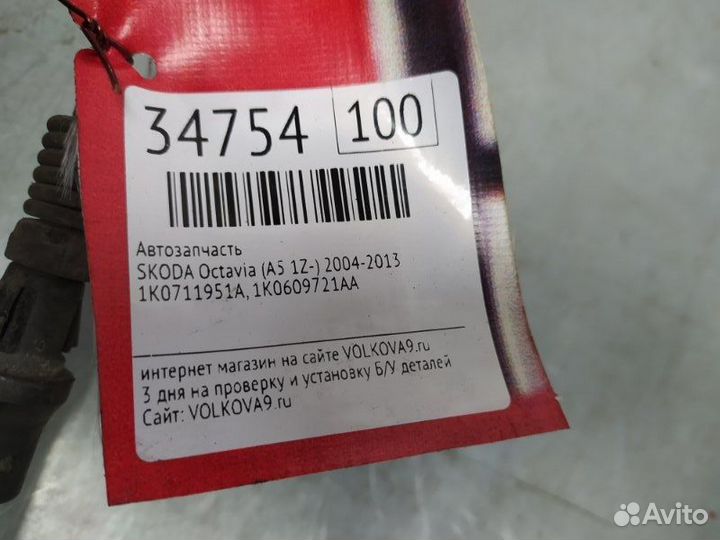 34754 100
Автозапчасть
SKODA Octavia (A5 1Z-) 2004-2013
1K0711951A, 1K0609721AA
интернет магазин на сайте VOLKOVA9.ru
3 дня на проверку и установку Б/У деталей
Сайт: VOLKOVA9.ru
Avito